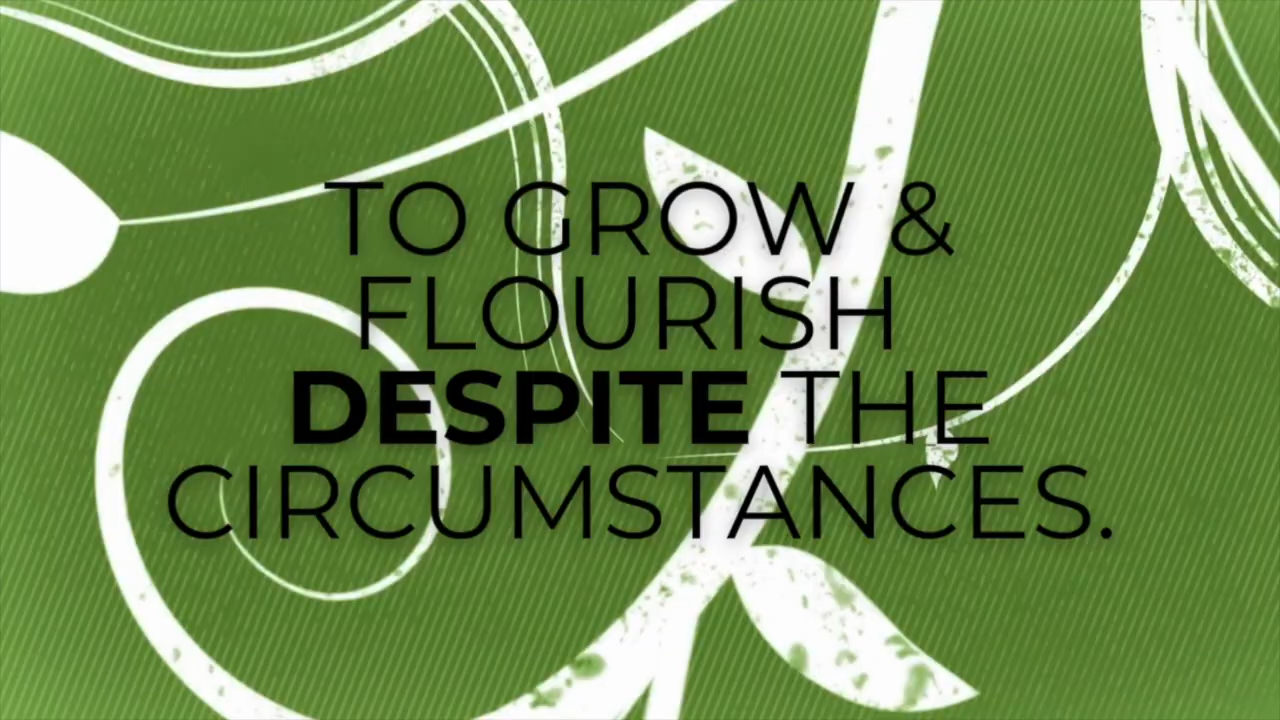 TO GROW &
FLOURISH
DESPITE THE
CIRCUMSTANCES.